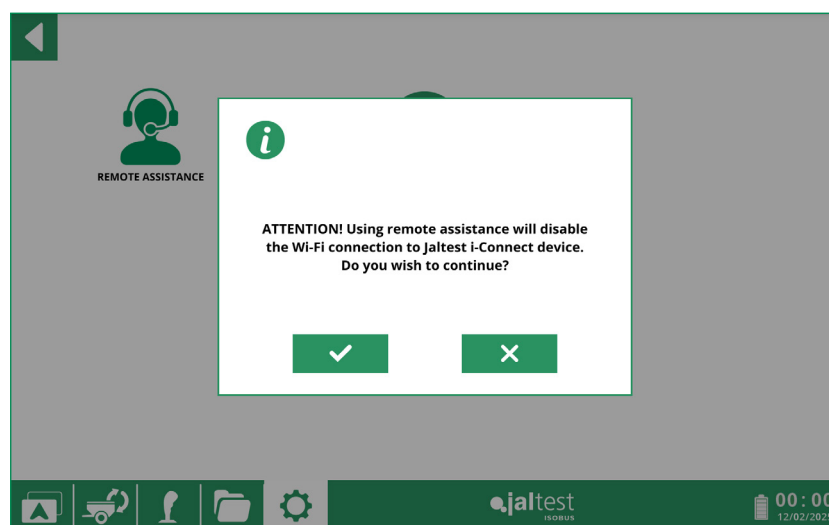 REMOTE ASSISTANCE
ATTENTION! Using remote assistance will disable
the Wi-Fi connection to Jaltest i-Connect device.
Do you wish to continue?
jaltest
ISOBUS
00:00